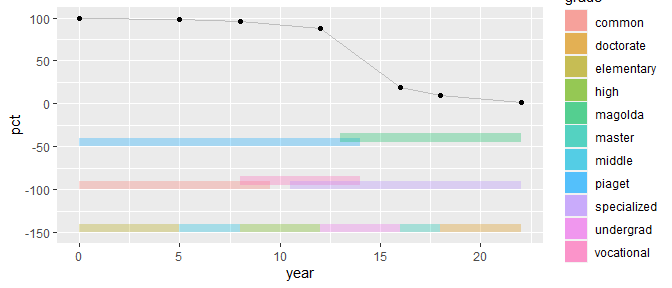 grade
100
50
0
-50
-100
-150
pct
0
5
10
15
20
year
common
doctorate
elementary
high
magolda
master
middle
piaget
specialized
undergrad
vocational